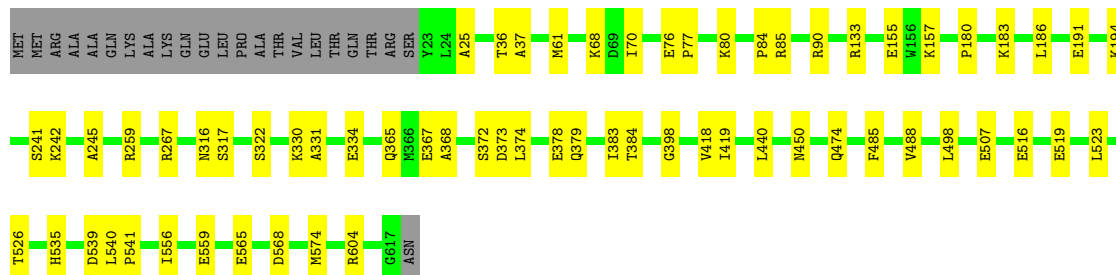 MET MET ARG ALA ALA GLN LYS ALA LYS GLN GLU LEU PRO ALA THR VAL LEU THR GLN THR ARG SER Y23 L24 A25 T36 A37 M61 K68 D69 I70 E76 P77 K80 P84 R85 R90 R133 E155 W156 K157 P180 K183 L186 E191
S241 K242 A245 R259 R267 N316 S317 S322 K330 A331 E334 Q365 M366 E367 A368 S372 D373 L374 E378 Q379 I383 T384 G398 V418 I419 L440 N450 Q474 F485 V488 L498 E507 E516 E519 L523
T526 H535 D539 L540 P541 I556 E559 E565 D568 M574 R604 G617 ASN